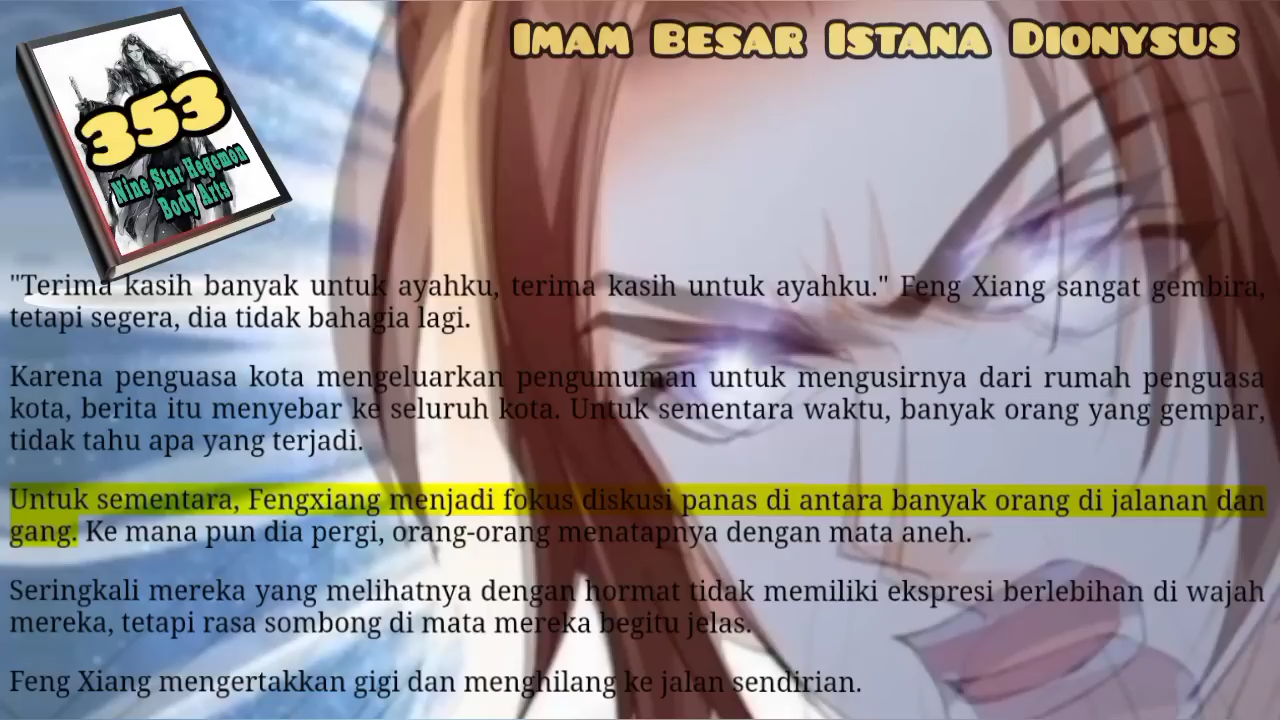 Imam Besar Istana Dionysus
353
Nine Star Hegemon
Body Arts
"Terima kasih banyak untuk ayahku, terima kasih untuk ayahku." Feng Xiang sangat gembira,
tetapi segera, dia tidak bahagia lagi.
Karena penguasa kota mengeluarkan pengumuman untuk mengusirnya dari rumah penguasa
kota, berita itu menyebar ke seluruh kota. Untuk sementara waktu, banyak orang yang gempar,
tidak tahu apa yang terjadi.
Untuk sementara, Fengxiang menjadi fokus diskusi panas di antara banyak orang di jalanan dan
gang. Ke mana pun dia pergi, orang-orang menatapnya dengan mata aneh.
Seringkali mereka yang melihatnya dengan hormat tidak memiliki ekspresi berlebihan di wajah
mereka, tetapi rasa sombong di mata mereka begitu jelas.
Feng Xiang mengertakkan gigi dan menghilang ke jalan sendirian.